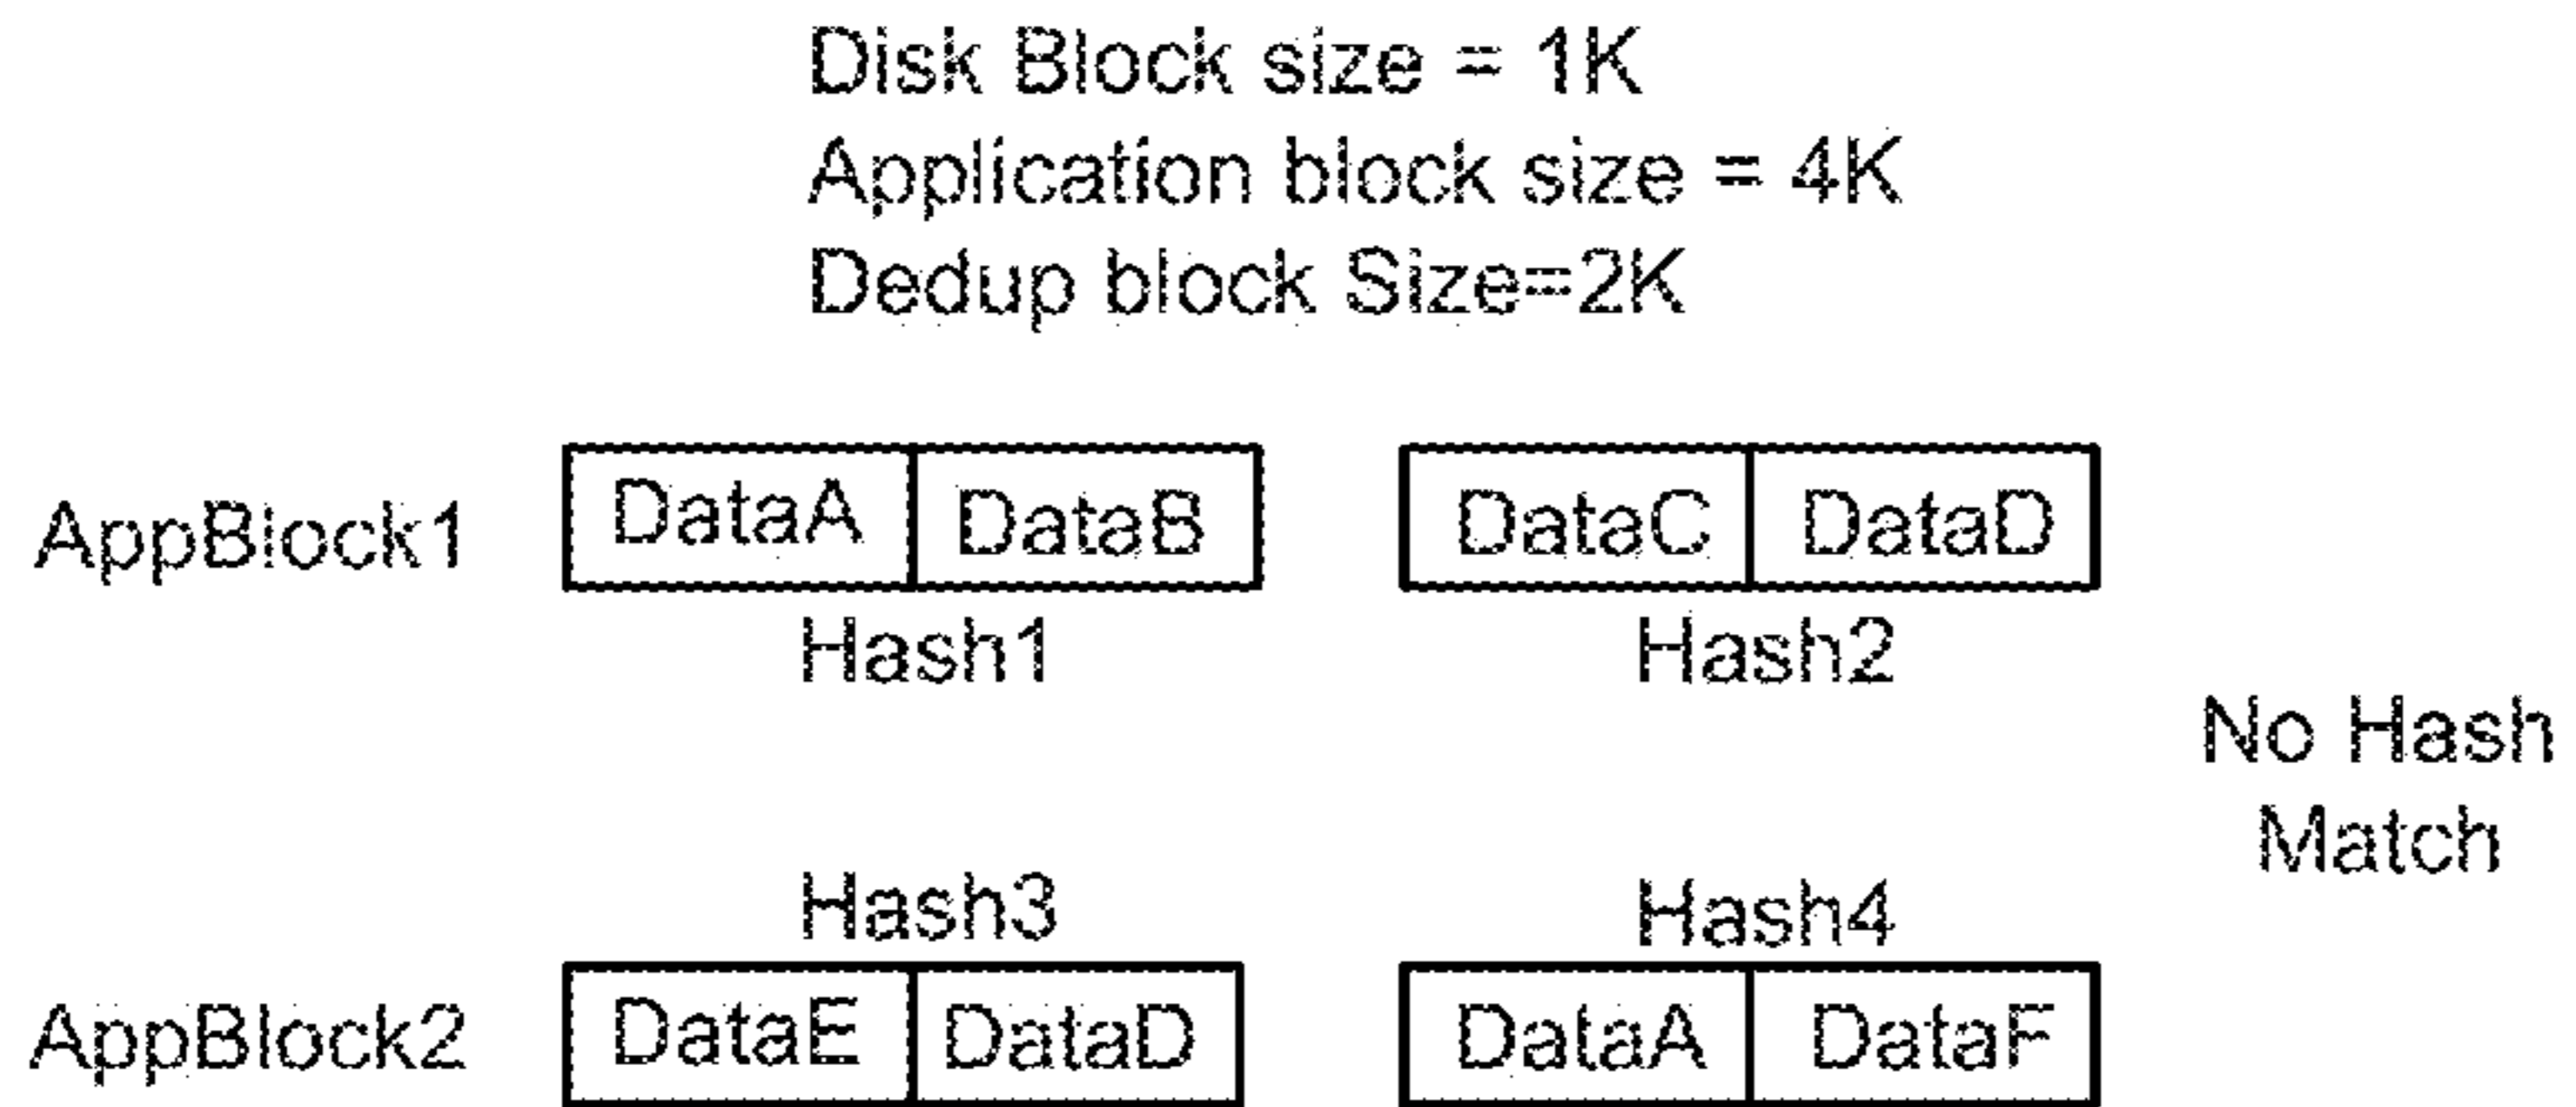 Disk Block size = 1K
Application block size = 4K
Dedup block Size=2K
AppBlock1 DataA DataB DataC DataD
Hash1 Hash2
No Hash
Match
Hash3 Hash4
AppBlock2 DataE DataD DataA DataF